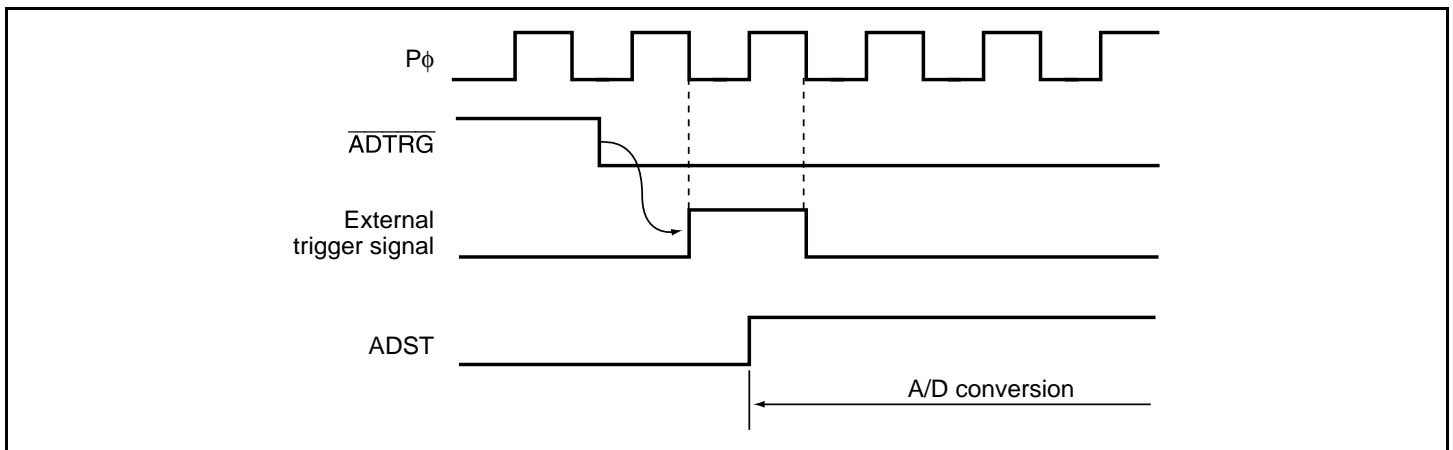 Pϕ
ADTRG
External
trigger signal
ADST
A/D conversion